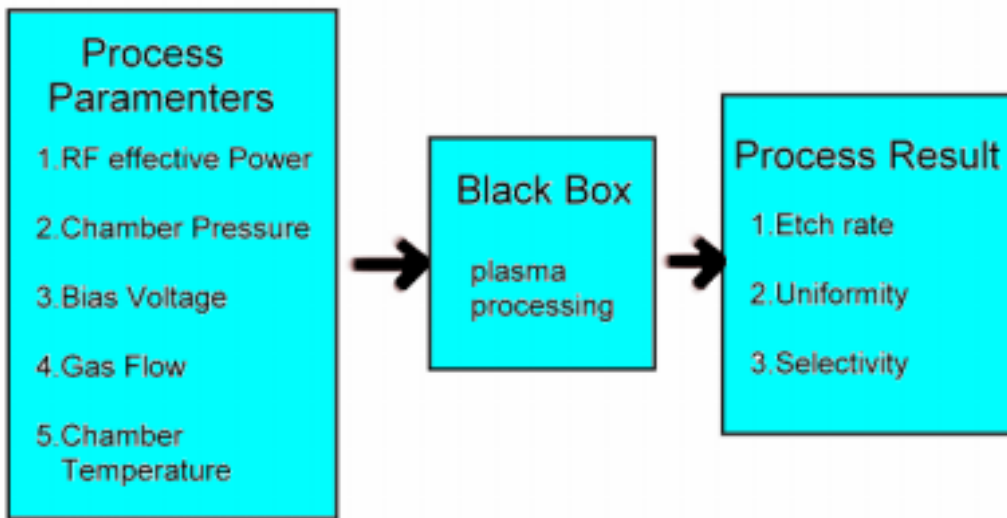 Process
Paramenters
1.RF effective Power
2.Chamber Pressure
3.Bias Voltage
4.Gas Flow
5.Chamber
Temperature
Black Box
plasma
processing
Process Result
1.Etch rate
2.Uniformity
3.Selectivity